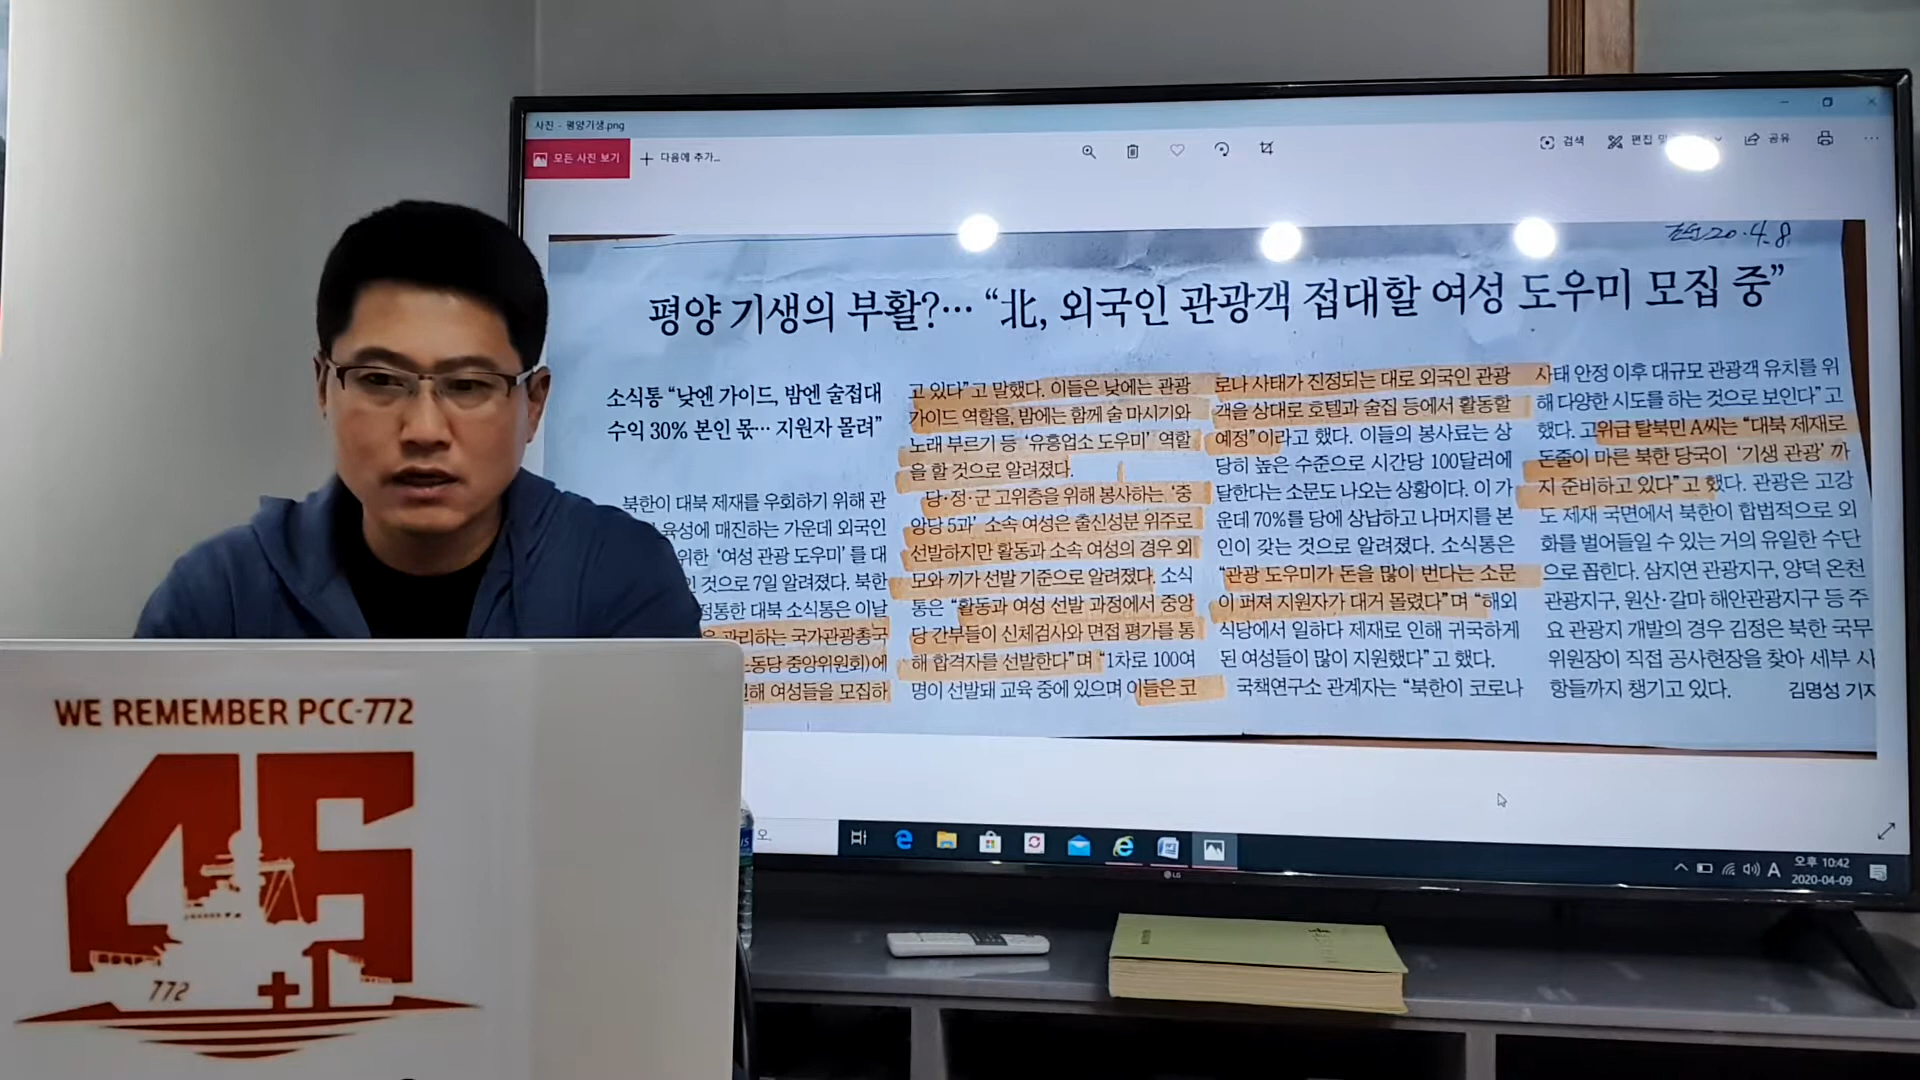 사진 - 평양기생.png
모든 사진 보기
다음에 추가...
검색
편집 및
공유
20.4.8
평양 기생의 부활?… “北, 외국인 관광객 접대할 여성 도우미 모집 중”
소식통 “낮엔 가이드, 밤엔 술접대
수익 30% 본인 몫… 지원자 몰려”
북한이 대북 제재를 우회하기 위해 관
육성에 매진하는 가운데 외국인
위한 ‘여성 관광 도우미’를 대
것으로 7일 알려졌다. 북한
정통한 대북 소식통은 이날
관리하는 국가관광총국
동당 중앙위원회)에
여성들을 모집하
고 있다”고 말했다. 이들은 낮에는 관광
가이드 역할을, 밤에는 함께 술 마시기와
노래 부르기 등 ‘유흥업소 도우미’ 역할
을 할 것으로 알려졌다.
당·정·군 고위층을 위해 봉사하는 ‘중
앙당 5과’ 소속 여성은 출신성분 위주로
선발하지만 활동과 소속 여성의 경우 외
모와 끼가 선발 기준으로 알려졌다. 소식
통은 “활동과 여성 선발 과정에서 중앙
당 간부들이 신체검사와 면접 평가를 통
해 합격자를 선발한다”며 “1차로 100여
명이 선발돼 교육 중에 있으며 이들은 코
로나 사태가 진정되는 대로 외국인 관광
객을 상대로 호텔과 술집 등에서 활동할
예정”이라고 했다. 이들의 봉사료는 상
당히 높은 수준으로 시간당 100달러에
달한다는 소문도 나오는 상황이다. 이 가
운데 70%를 당에 상납하고 나머지를 본
인이 갖는 것으로 알려졌다. 소식통은
“관광 도우미가 돈을 많이 번다는 소문
이 퍼져 지원자가 대거 몰렸다”며 “해외
식당에서 일하다 제재로 인해 귀국하게
된 여성들이 많이 지원했다”고 했다.
국책연구소 관계자는 “북한이 코로나
사태 안정 이후 대규모 관광객 유치를 위
해 다양한 시도를 하는 것으로 보인다”고
했다. 고위급 탈북민 A씨는 “대북 제재로
돈줄이 마른 북한 당국이 ‘기생 관광’까
지 준비하고 있다”고 했다. 관광은 고강
도 제재 국면에서 북한이 합법적으로 외
화를 벌어들일 수 있는 거의 유일한 수단
으로 꼽힌다. 삼지연 관광지구, 양덕 온천
관광지구, 원산·갈마 해안관광지구 등 주
요 관광지 개발의 경우 김정은 북한 국무
위원장이 직접 공사현장을 찾아 세부 사
항들까지 챙기고 있다.
김명성 기자
A
오후 10:42
2020-04-09
LG
WE REMEMBER PCC-772
46
772